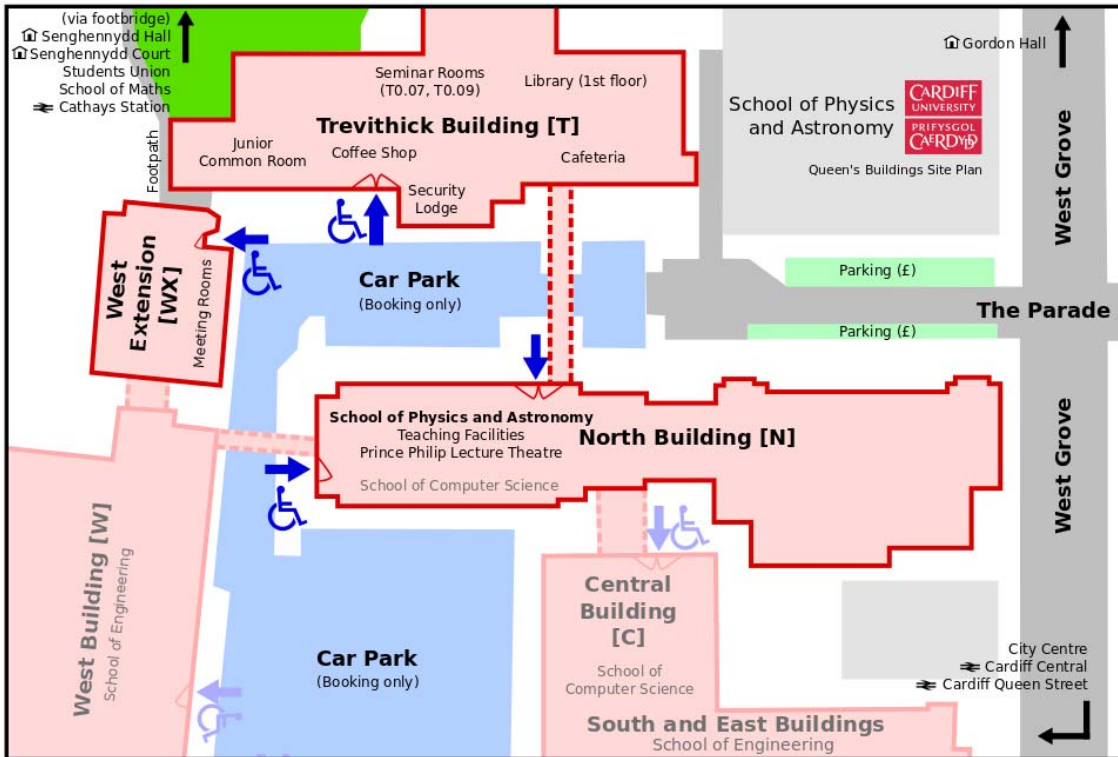 (via footbridge)
Senghennydd Hall
Senghennydd Court
Students Union
School of Maths
Cathays Station
Footpath
Seminar Rooms
(T0.07, T0.09)
Library (1st floor)
Trevithick Building [T]
Junior
Common Room
Coffee Shop
Cafeteria
Security
Lodge
Gordon Hall
School of Physics
and Astronomy
CARDIFF
UNIVERSITY
PRIFYSGOL
CAERDYDD
Queen's Buildings Site Plan
West Grove
West
Extension
[WX]
Meeting Rooms
Car Park
(Booking only)
Parking (£)
The Parade
Parking (£)
School of Physics and Astronomy
Teaching Facilities
Prince Philip Lecture Theatre
School of Computer Science
North Building [N]
West Grove
West Building [W]
School of Engineering
Car Park
(Booking only)
Central
Building
[C]
School of
Computer Science
South and East Buildings
School of Engineering
City Centre
Cardiff Central
Cardiff Queen Street